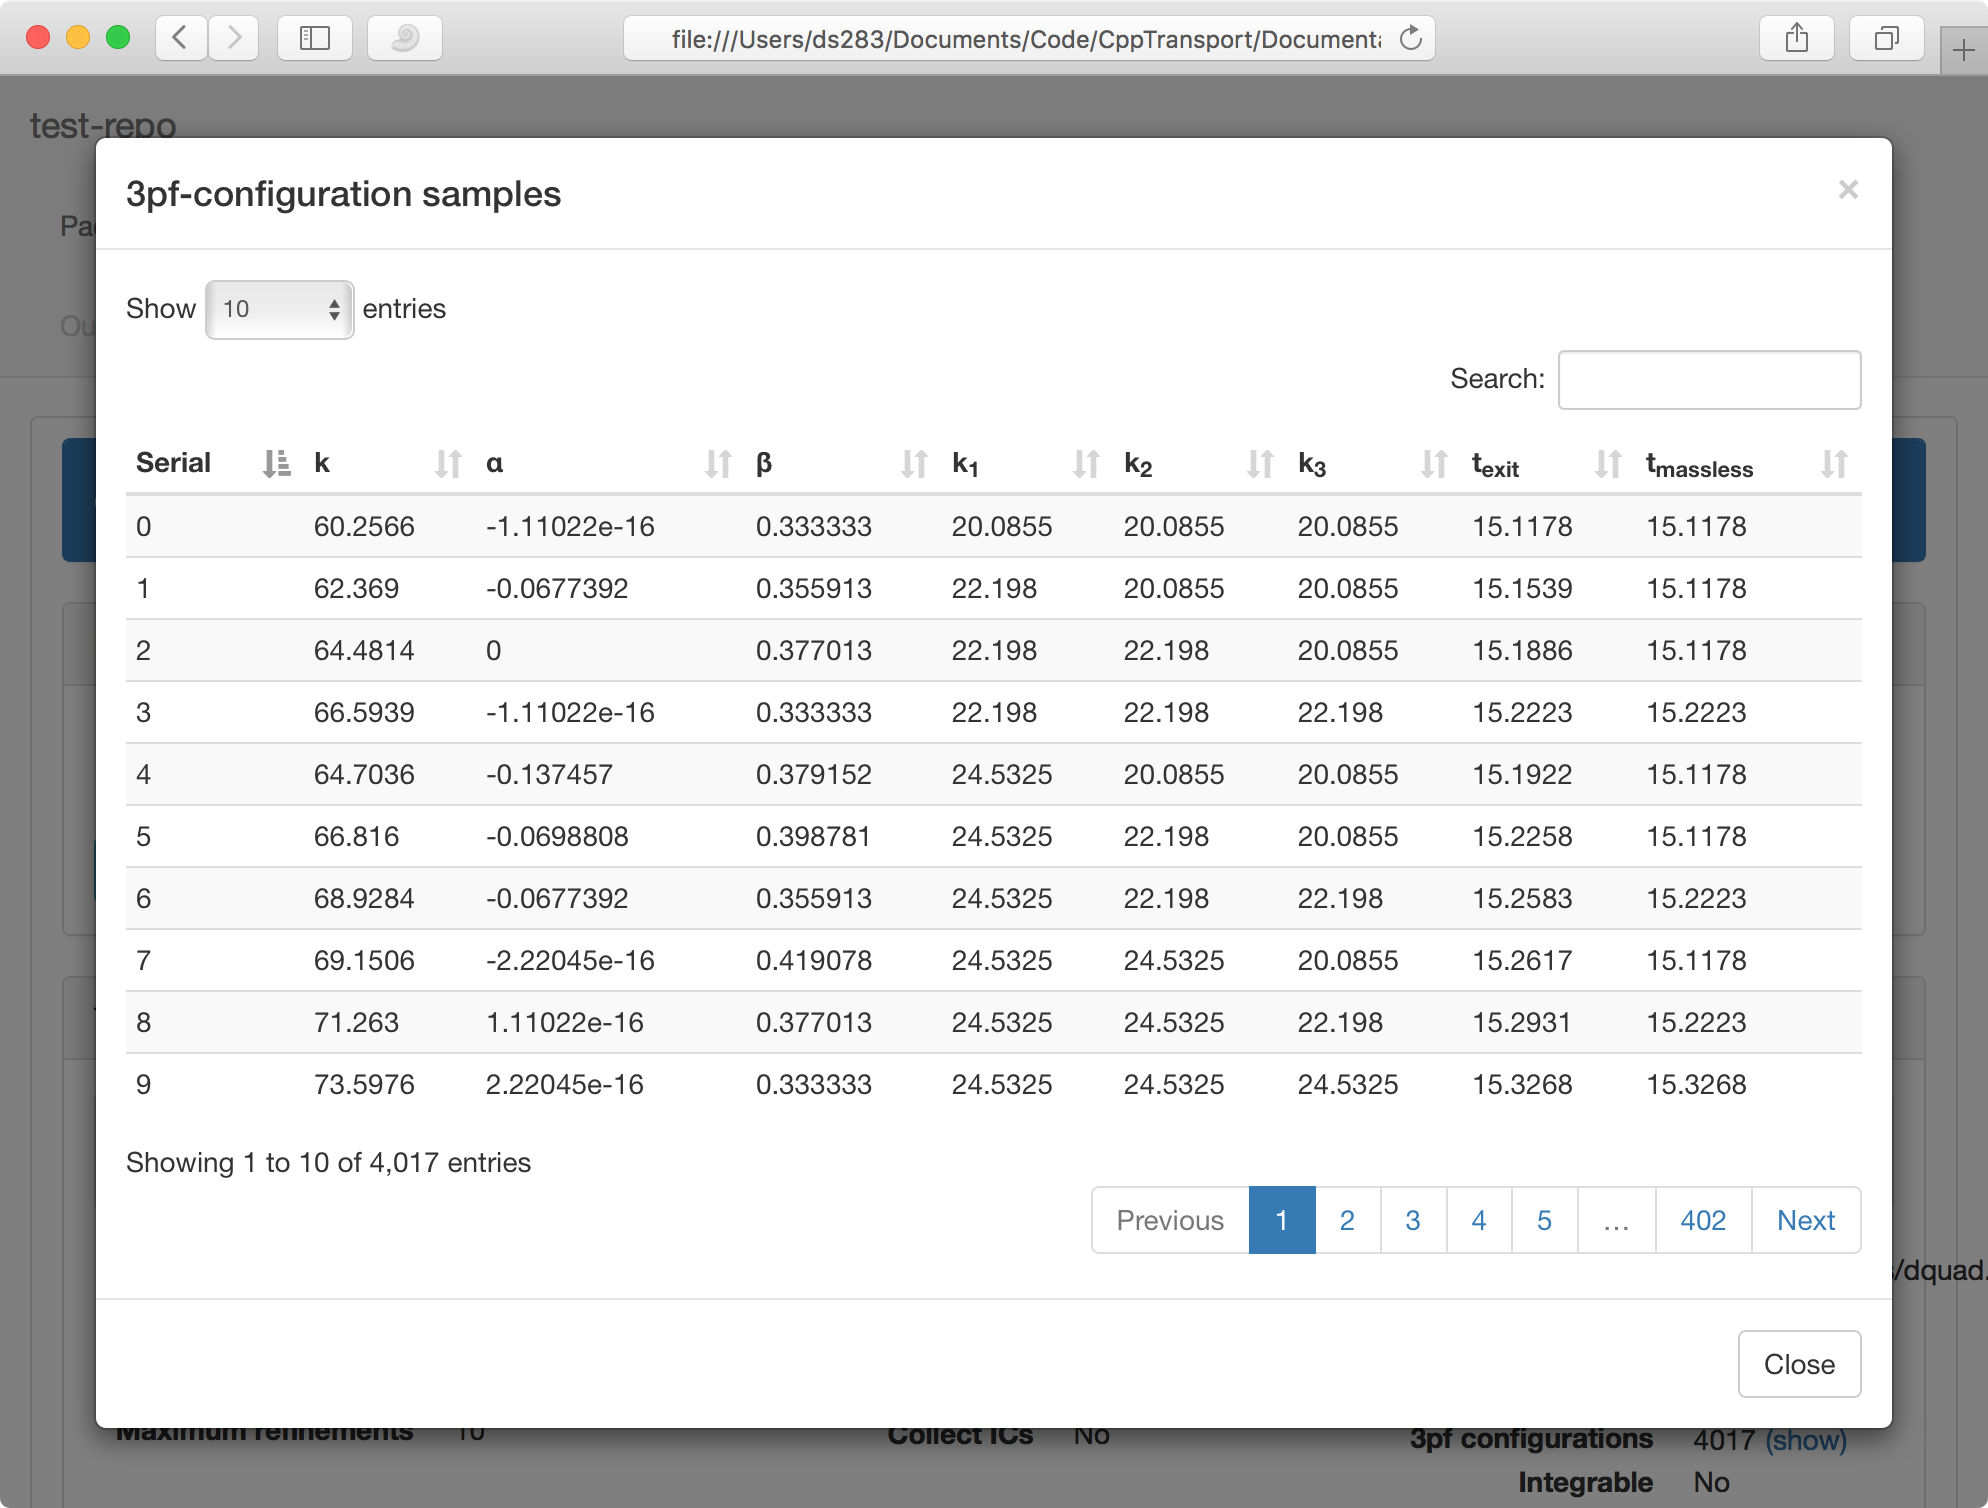 file:///Users/ds283/Documents/Code/CppTransport/Documenta
test-repo
3pf-configuration samples ×
Show 10 entries
Search:
Serial k α β k1 k2 k3 texit tmassless
0 60.2566 -1.11022e-16 0.333333 20.0855 20.0855 20.0855 15.1178 15.1178
1 62.369 -0.0677392 0.355913 22.198 20.0855 20.0855 15.1539 15.1178
2 64.4814 0 0.377013 22.198 22.198 20.0855 15.1886 15.1178
3 66.5939 -1.11022e-16 0.333333 22.198 22.198 22.198 15.2223 15.2223
4 64.7036 -0.137457 0.379152 24.5325 20.0855 20.0855 15.1922 15.1178
5 66.816 -0.0698808 0.398781 24.5325 22.198 20.0855 15.2258 15.1178
6 68.9284 -0.0677392 0.355913 24.5325 22.198 22.198 15.2583 15.2223
7 69.1506 -2.22045e-16 0.419078 24.5325 24.5325 20.0855 15.2617 15.1178
8 71.263 1.11022e-16 0.377013 24.5325 24.5325 22.198 15.2931 15.2223
9 73.5976 2.22045e-16 0.333333 24.5325 24.5325 24.5325 15.3268 15.3268
Showing 1 to 10 of 4,017 entries
Previous 1 2 3 4 5 … 402 Next
/dquad.
Close
Maximum refinements 10 Collect ICs No 3pf configurations 4017 (show)
Integrable No